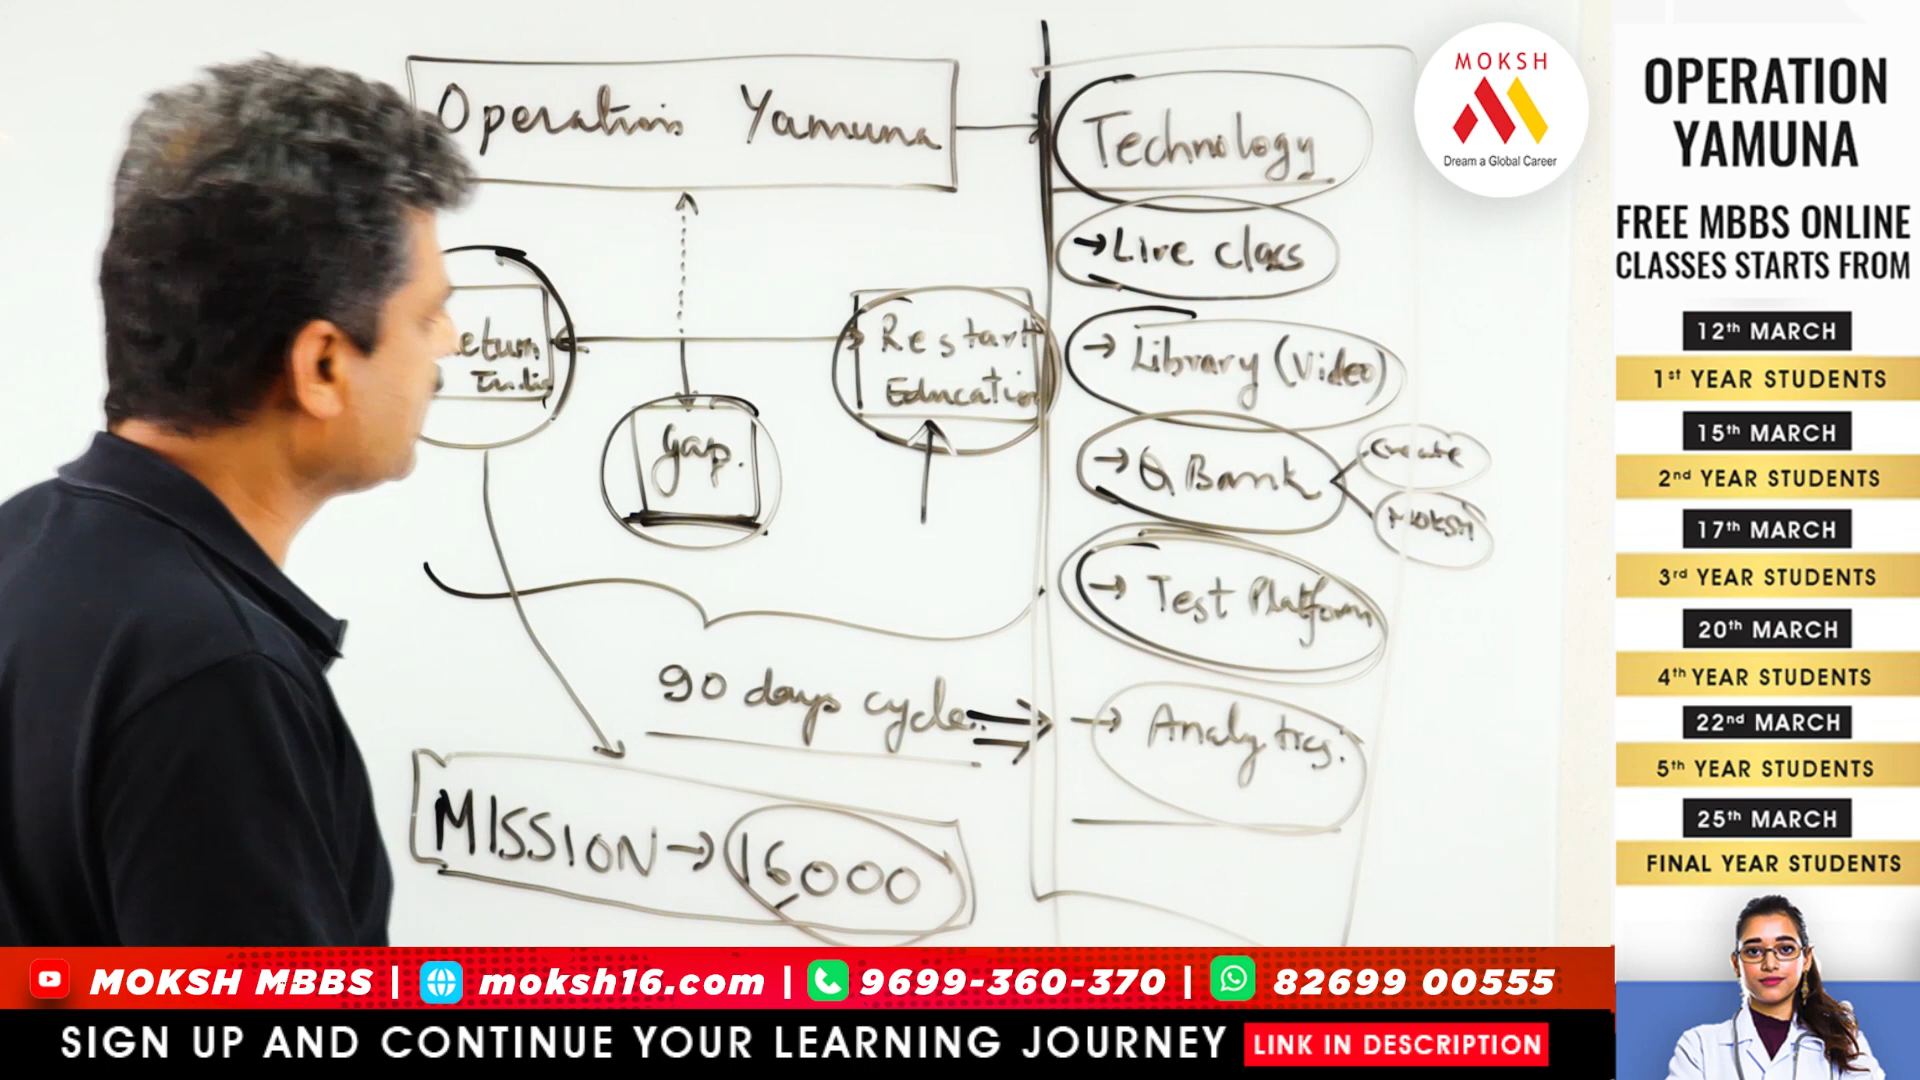 Operation Yamuna
eturn
India
Restart
Education
Gap.
90 days cycle.
MISSION → 16000
Technology
→ Live class
→ Library (Video)
→ Q Bank
Create
Moksh
→ Test Platform
→ Analytics.
MOKSH
Dream a Global Career
OPERATION
YAMUNA
FREE MBBS ONLINE
CLASSES STARTS FROM
12th MARCH
1st YEAR STUDENTS
15th MARCH
2nd YEAR STUDENTS
17th MARCH
3rd YEAR STUDENTS
20th MARCH
4th YEAR STUDENTS
22nd MARCH
5th YEAR STUDENTS
25th MARCH
FINAL YEAR STUDENTS
MOKSH MBBS | moksh16.com | 9699-360-370 | 82699 00555
SIGN UP AND CONTINUE YOUR LEARNING JOURNEY LINK IN DESCRIPTION